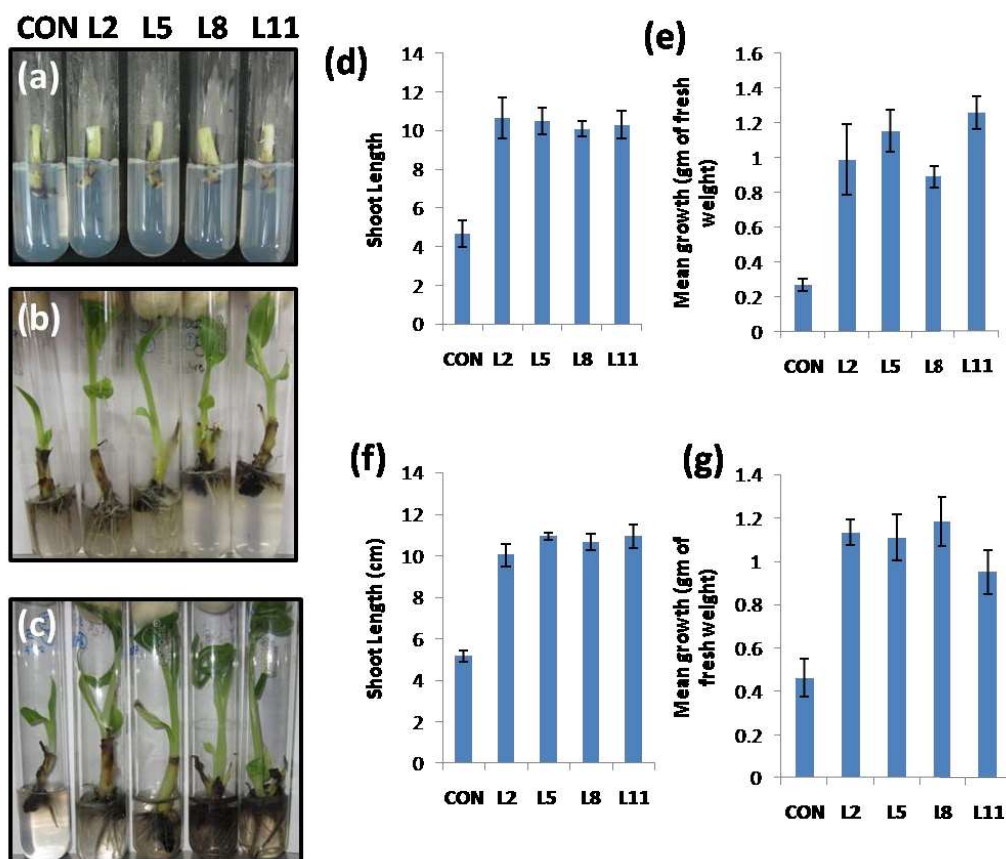 CON L2 L5 L8 L11
(a)
(b)
(c)
(d)
Shoot Length
14
12
10
8
6
4
2
0
CON L2 L5 L8 L11
(e)
Mean growth (gm of fresh
weight)
1.6
1.4
1.2
1
0.8
0.6
0.4
0.2
0
CON L2 L5 L8 L11
(f)
Shoot Length (cm)
14
12
10
8
6
4
2
0
CON L2 L5 L8 L11
(g)
Mean growth (gm of
fresh weight)
1.4
1.2
1
0.8
0.6
0.4
0.2
0
CON L2 L5 L8 L11